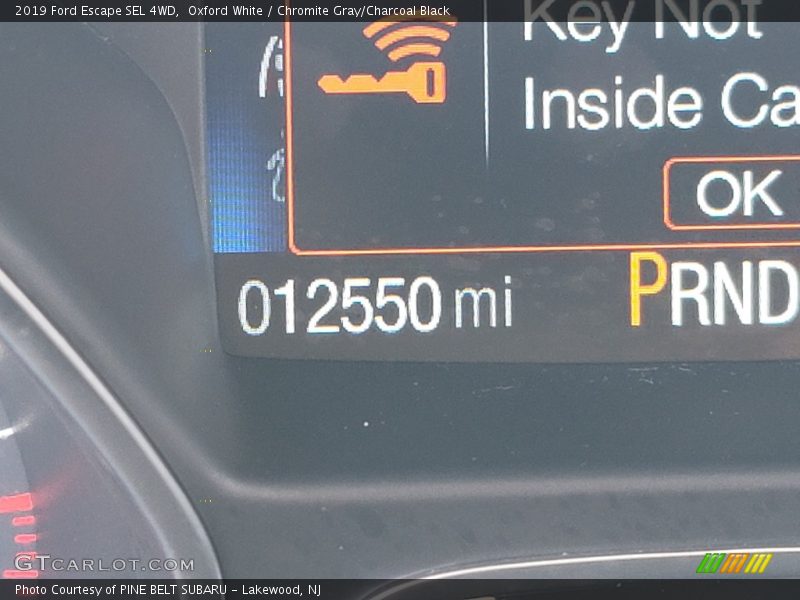 2019 Ford Escape SEL 4WD,  Oxford White / Chromite Gray/Charcoal Black
Key Not
Inside Ca
OK
012550 mi
PRND
GTCARLOT.COM
Photo Courtesy of PINE BELT SUBARU - Lakewood, NJ